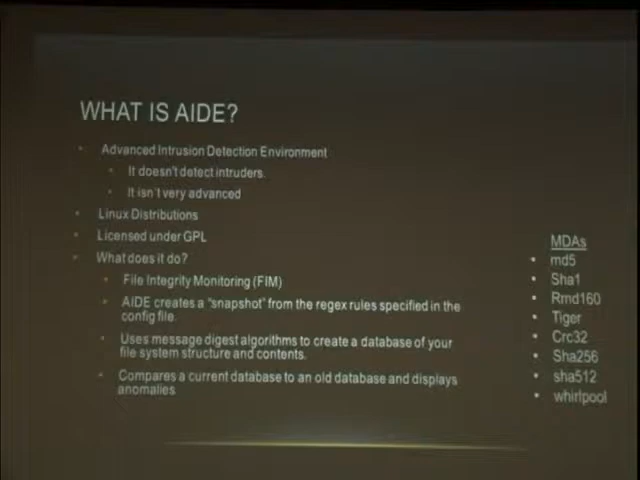 WHAT IS AIDE?
Advanced Intrusion Detection Environment
It doesn't detect intruders.
It isn't very advanced
Linux Distributions
Licensed under GPL
What does it do?
File Integrity Monitoring (FIM)
AIDE creates a "snapshot" from the regex rules specified in the
config file.
Uses message digest algorithms to create a database of your
file system structure and contents.
Compares a current database to an old database and displays
anomalies
MDAs
md5
Sha1
Rmd160
Tiger
Crc32
Sha256
sha512
whirlpool